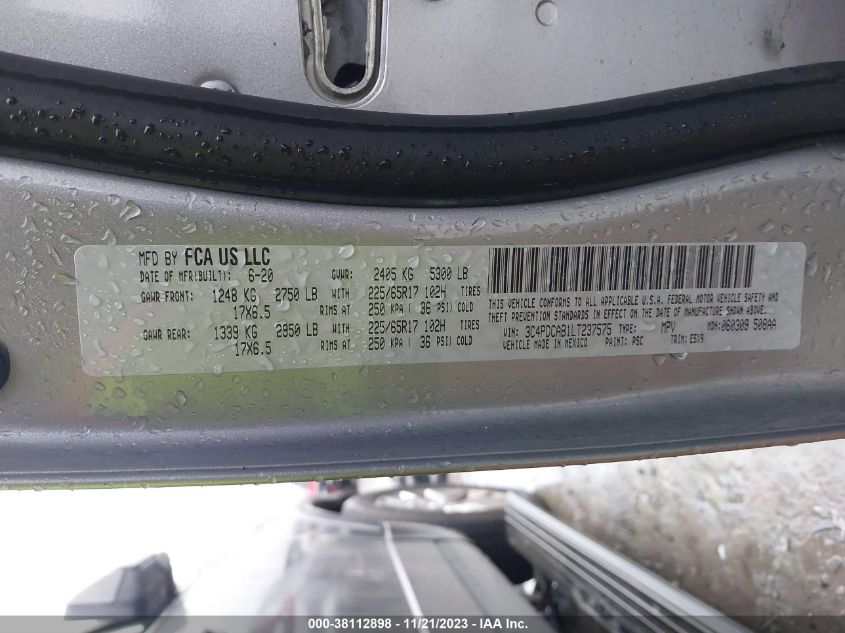 MFD BY FCA US LLC
DATE OF MFR(BUILT): 6-20 GVWR: 2405 KG 5300 LB
GAWR FRONT: 1248 KG 2750 LB WITH 225/65R17 102H TIRES
17X6.5 RIMS AT 250 KPA ( 36 PSI) COLD
GAWR REAR: 1339 KG 2950 LB WITH 225/65R17 102H TIRES
17X6.5 RIMS AT 250 KPA ( 36 PSI) COLD
THIS VEHICLE CONFORMS TO ALL APPLICABLE U.S.A. FEDERAL MOTOR VEHICLE SAFETY AND
THEFT PREVENTION STANDARDS IN EFFECT ON THE DATE OF MANUFACTURE SHOWN ABOVE.
VIN: 3C4PDCAB1LT237575 TYPE: MPV MDH: 060309 508AA
VEHICLE MADE IN MEXICO PAINT: PSC TRIM: E5X9
000-38112898 - 11/21/2023 - IAAI.com